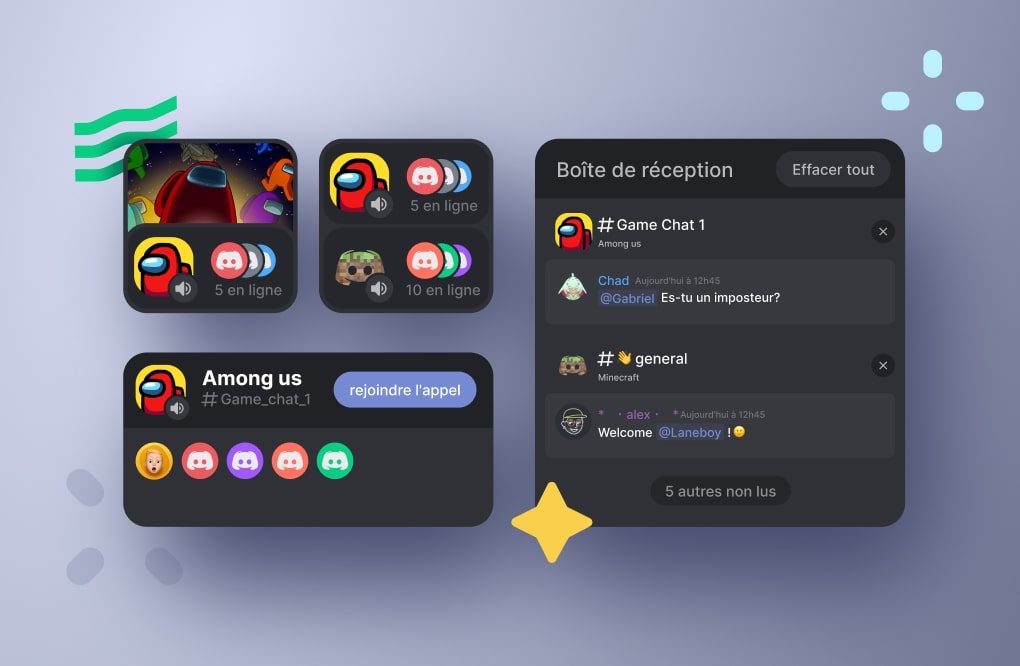 5 en ligne
5 en ligne
10 en ligne
Among us
#Game_chat_1
rejoindre l'appel
Boîte de réception
Effacer tout
#Game Chat 1
Among us
Chad Aujourd'hui à 12h45
@Gabriel Es-tu un imposteur?
#👋general
Minecraft
* · alex · * Aujourd'hui à 12h45
Welcome @Laneboy !🙂
5 autres non lus